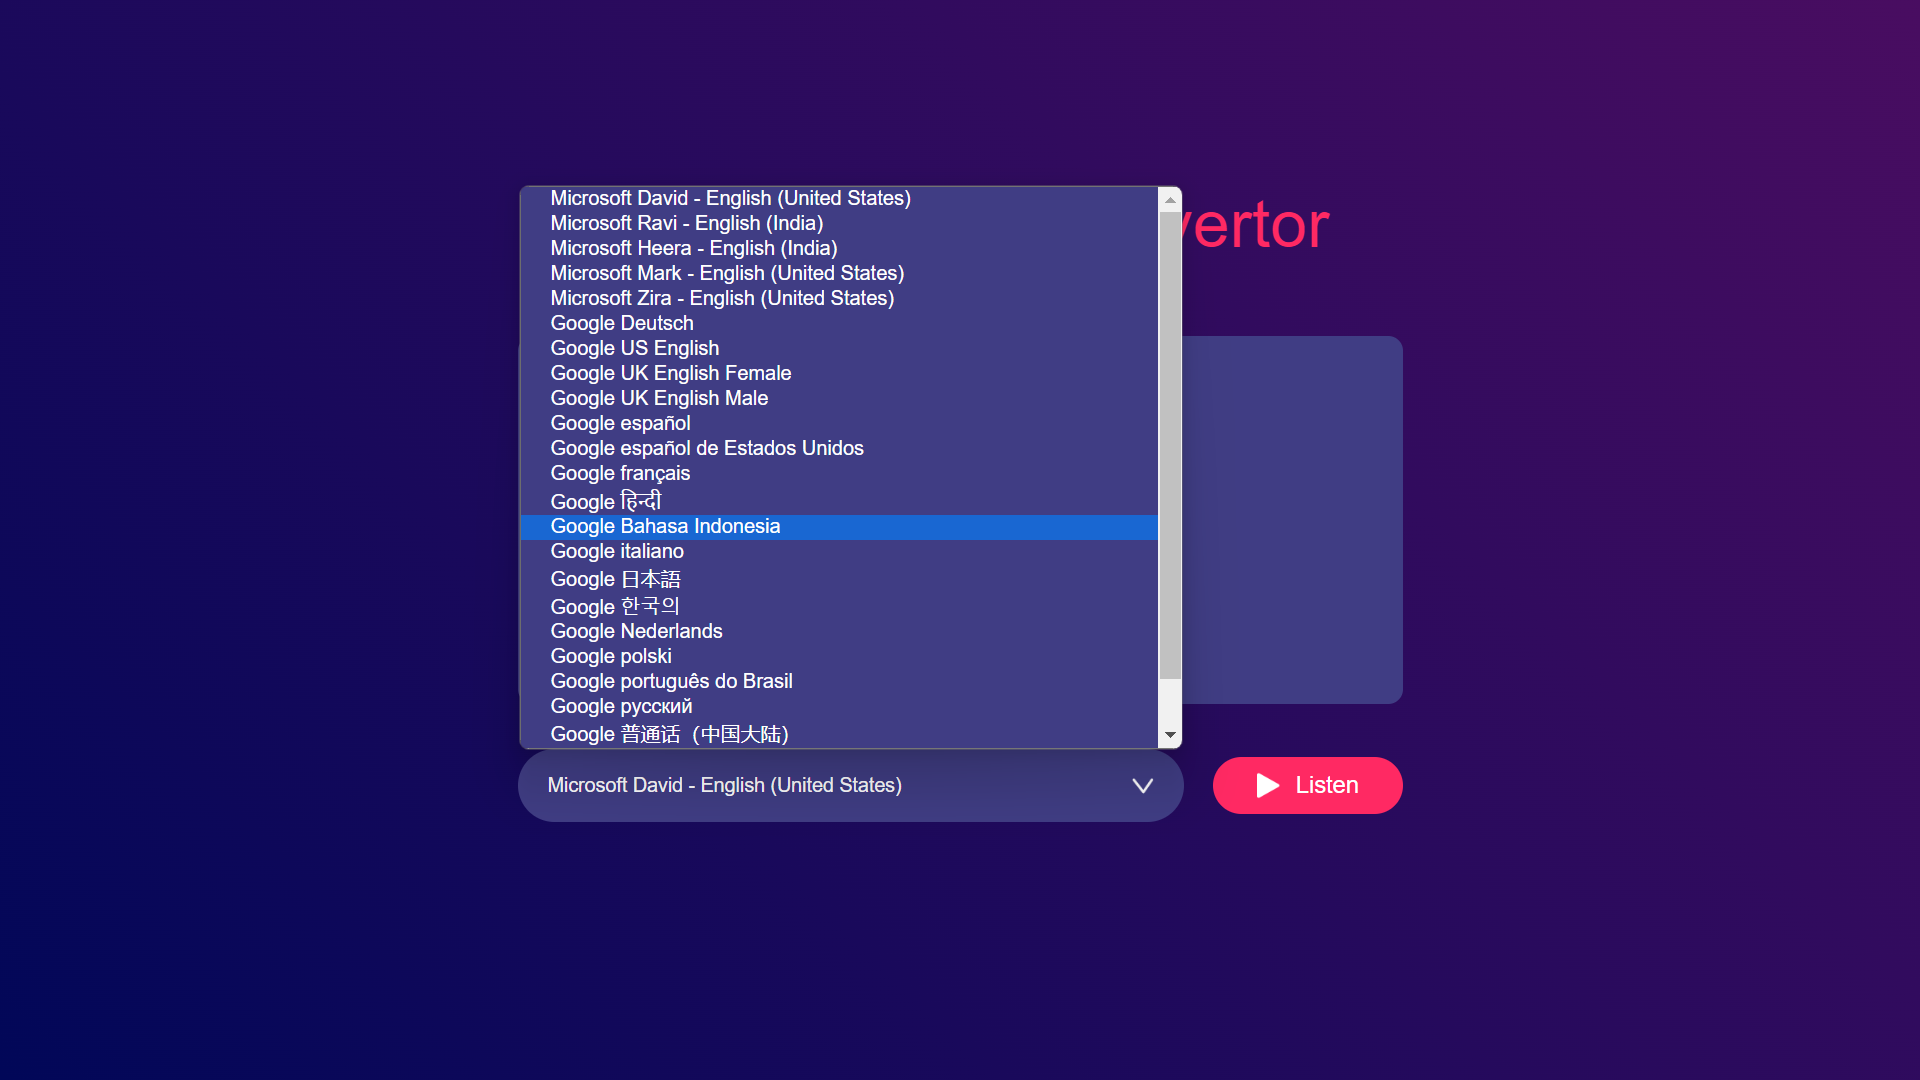 Microsoft David - English (United States)
Microsoft Ravi - English (India)
Microsoft Heera - English (India)
Microsoft Mark - English (United States)
Microsoft Zira - English (United States)
Google Deutsch
Google US English
Google UK English Female
Google UK English Male
Google español
Google español de Estados Unidos
Google français
Google हिन्दी
Google Bahasa Indonesia
Google italiano
Google 日本語
Google 한국의
Google Nederlands
Google polski
Google português do Brasil
Google русский
Google 普通话（中国大陆）
vertor
Microsoft David - English (United States)
Listen